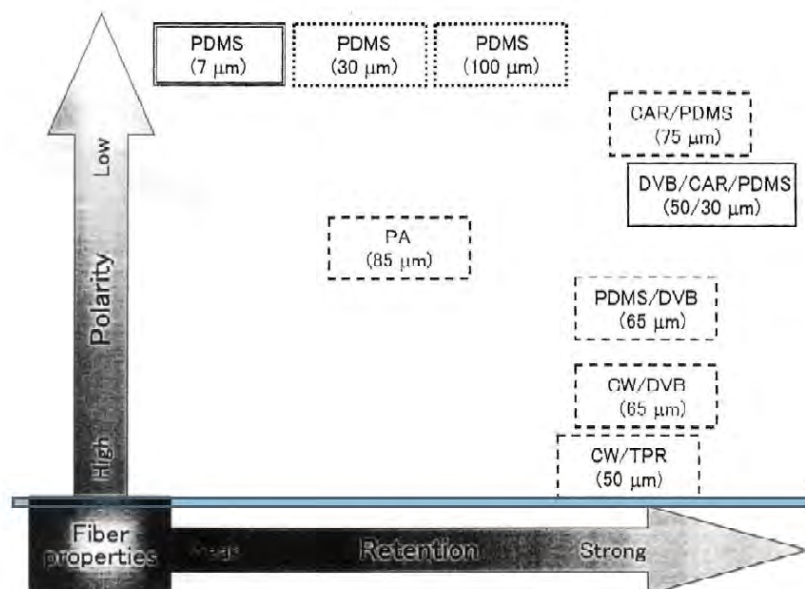 PDMS
(7 μm)
PDMS
(30 μm)
PDMS
(100 μm)
CAR/PDMS
(75 μm)
DVB/CAR/PDMS
(50/30 μm)
PA
(85 μm)
PDMS/DVB
(65 μm)
CW/DVB
(65 μm)
CW/TPR
(50 μm)
Low
Polarity
High
Fiber
properties
Retention
Strong